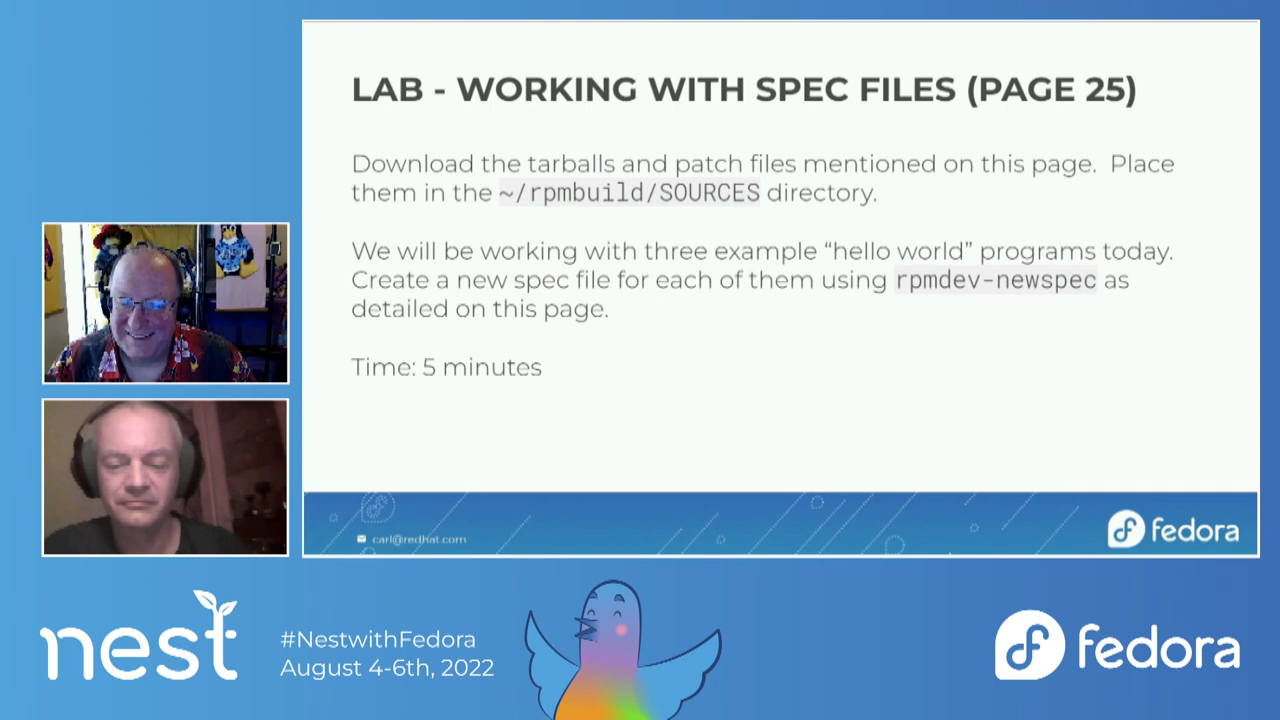 LAB - WORKING WITH SPEC FILES (PAGE 25)
Download the tarballs and patch files mentioned on this page.  Place
them in the ~/rpmbuild/SOURCES directory.
We will be working with three example “hello world” programs today.
Create a new spec file for each of them using rpmdev-newspec as
detailed on this page.
Time: 5 minutes
carl@redhat.com
fedora
nest
#NestwithFedora
August 4-6th, 2022
fedora